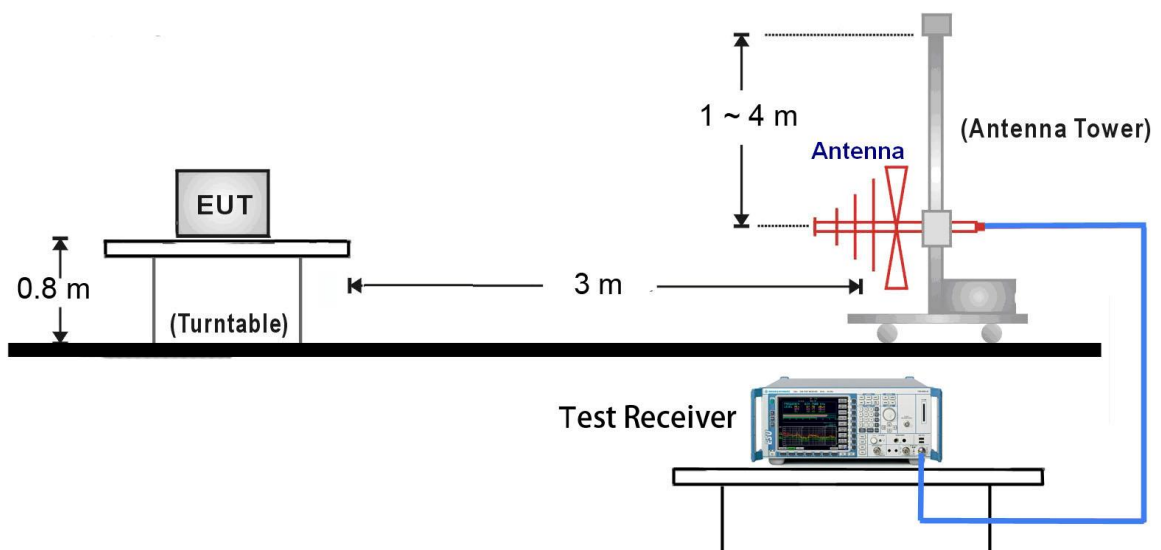 1 ~ 4 m
(Antenna Tower)
Antenna
EUT
0.8 m
3 m
(Turntable)
Test Receiver